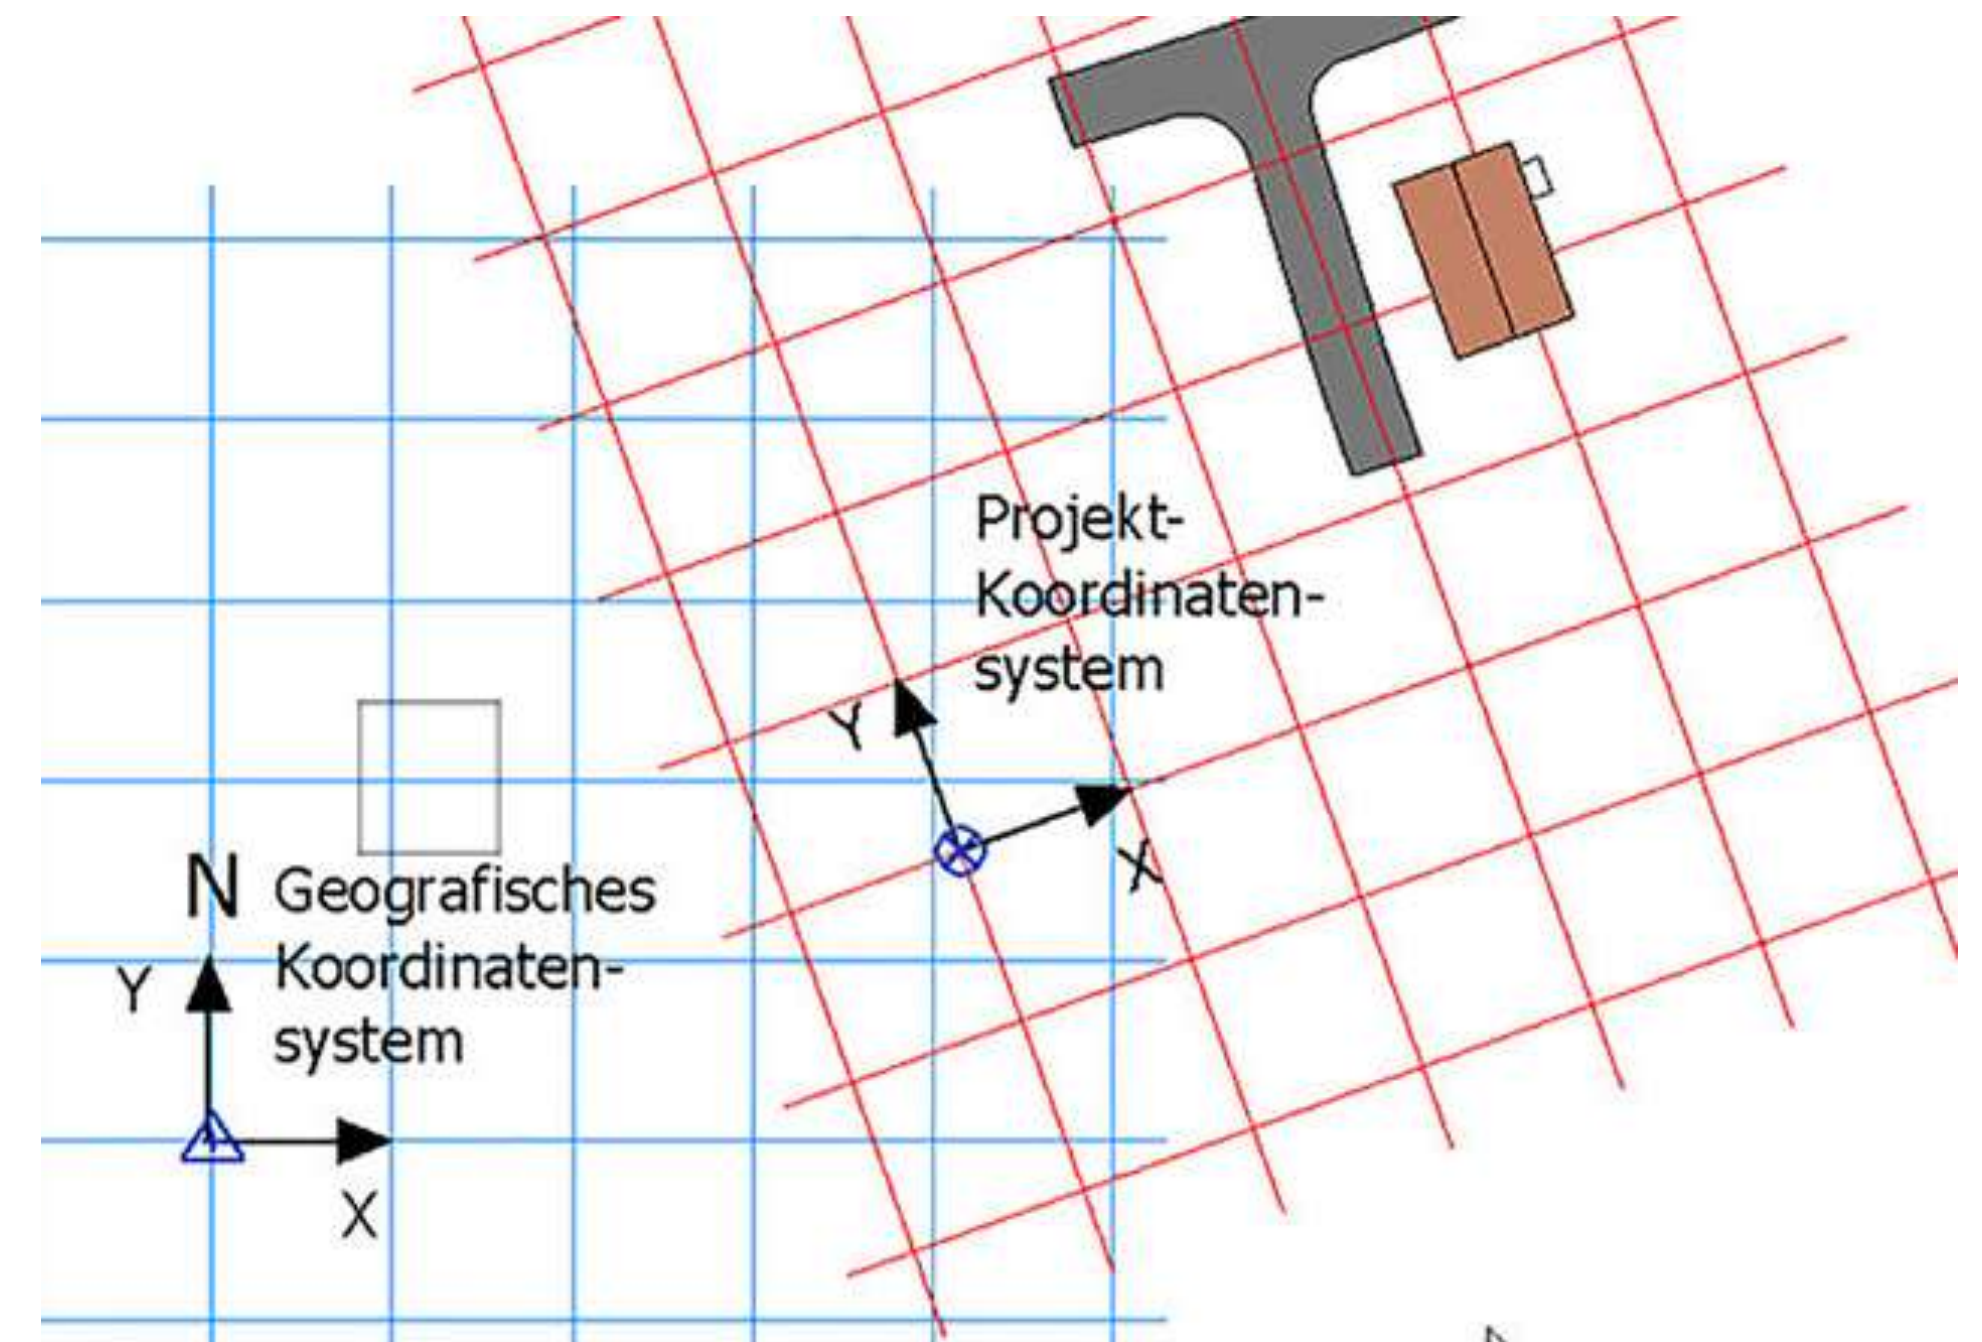 Projekt-
Koordinaten-
system
Y
X
N
Geografisches
Koordinaten-
system
Y
X